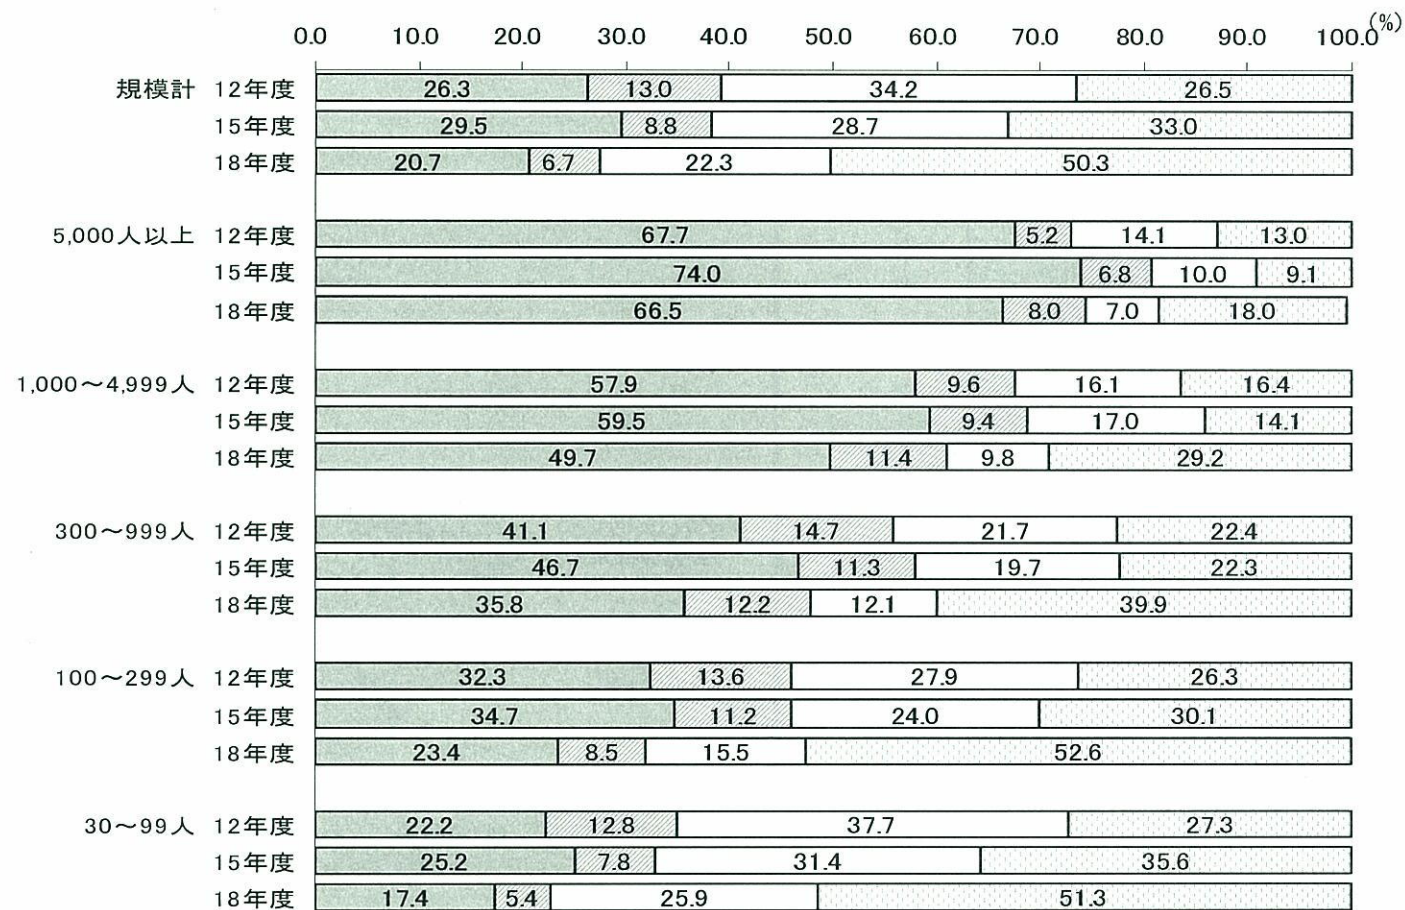 (%)
0.0 10.0 20.0 30.0 40.0 50.0 60.0 70.0 80.0 90.0 100.0
規模計 12年度 26.3 13.0 34.2 26.5
15年度 29.5 8.8 28.7 33.0
18年度 20.7 6.7 22.3 50.3
5,000人以上 12年度 67.7 5.2 14.1 13.0
15年度 74.0 6.8 10.0 9.1
18年度 66.5 8.0 7.0 18.0
1,000～4,999人 12年度 57.9 9.6 16.1 16.4
15年度 59.5 9.4 17.0 14.1
18年度 49.7 11.4 9.8 29.2
300～999人 12年度 41.1 14.7 21.7 22.4
15年度 46.7 11.3 19.7 22.3
18年度 35.8 12.2 12.1 39.9
100～299人 12年度 32.3 13.6 27.9 26.3
15年度 34.7 11.2 24.0 30.1
18年度 23.4 8.5 15.5 52.6
30～99人 12年度 22.2 12.8 37.7 27.3
15年度 25.2 7.8 31.4 35.6
18年度 17.4 5.4 25.9 51.3